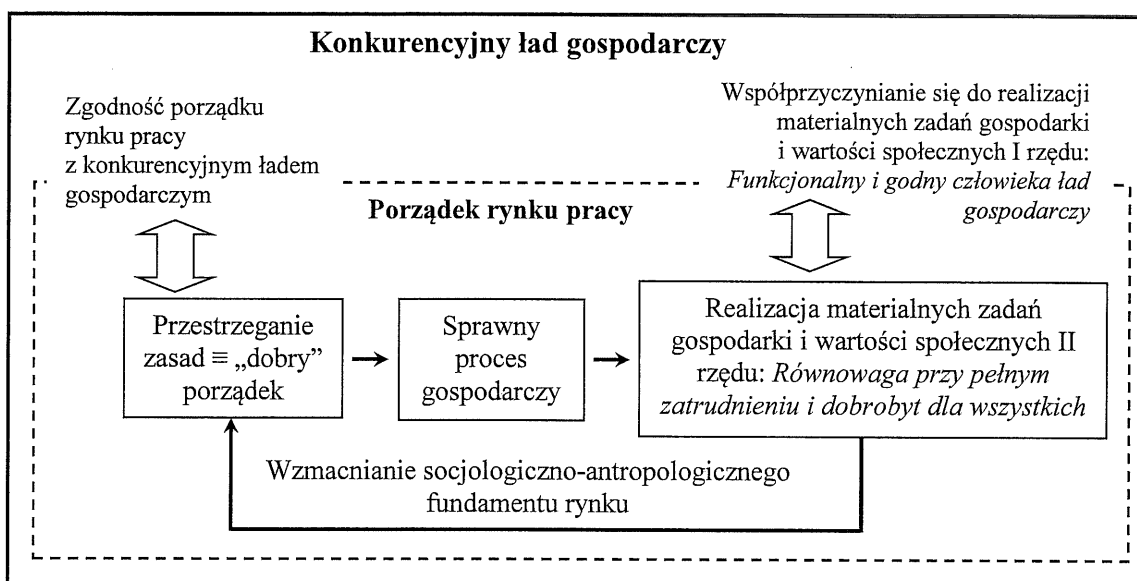 Konkurencyjny ład gospodarczy
Zgodność porządku
rynku pracy
z konkurencyjnym ładem
gospodarczym
Współprzyczynianie się do realizacji
materialnych zadań gospodarki
i wartości społecznych I rzędu:
Funkcjonalny i godny człowieka ład
gospodarczy
Porządek rynku pracy
Przestrzeganie
zasad ≡ „dobry”
porządek
Sprawny
proces
gospodarczy
Realizacja materialnych zadań
gospodarki i wartości społecznych II
rzędu: Równowaga przy pełnym
zatrudnieniu i dobrobyt dla wszystkich
Wzmacnianie socjologiczno-antropologicznego
fundamentu rynku